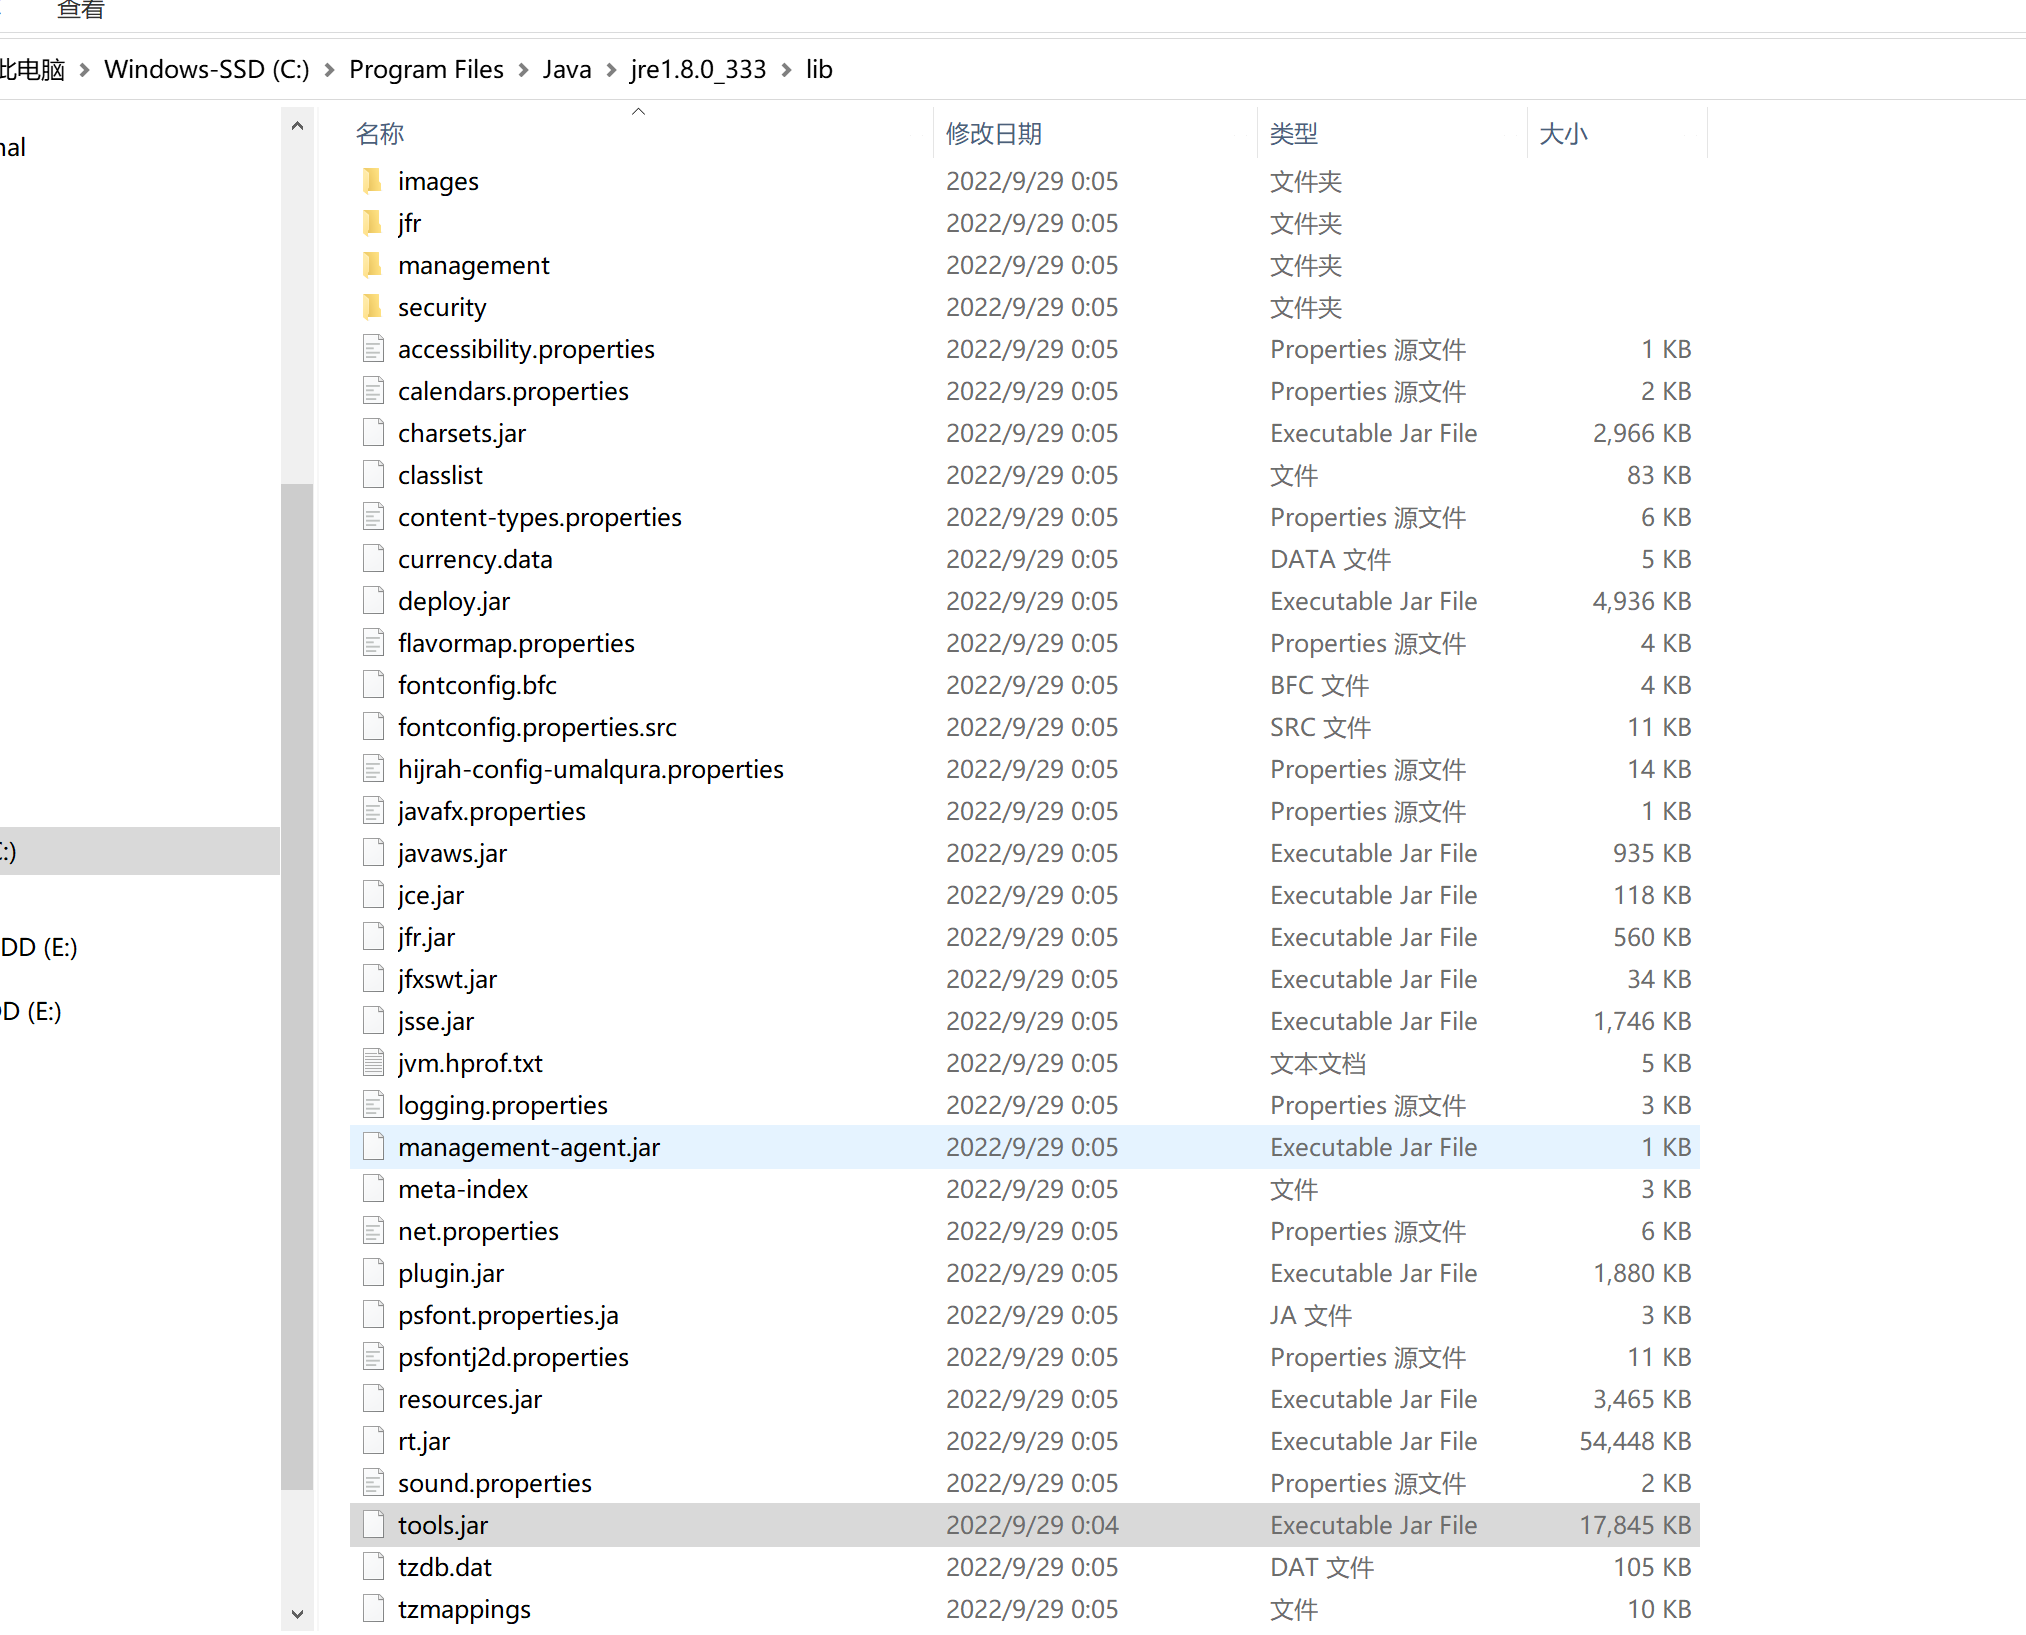 查看
此电脑 > Windows-SSD (C:) > Program Files > Java > jre1.8.0_333 > lib
名称 修改日期 类型 大小
nal
images 2022/9/29 0:05 文件夹
jfr 2022/9/29 0:05 文件夹
management 2022/9/29 0:05 文件夹
security 2022/9/29 0:05 文件夹
accessibility.properties 2022/9/29 0:05 Properties 源文件 1 KB
calendars.properties 2022/9/29 0:05 Properties 源文件 2 KB
charsets.jar 2022/9/29 0:05 Executable Jar File 2,966 KB
classlist 2022/9/29 0:05 文件 83 KB
content-types.properties 2022/9/29 0:05 Properties 源文件 6 KB
currency.data 2022/9/29 0:05 DATA 文件 5 KB
deploy.jar 2022/9/29 0:05 Executable Jar File 4,936 KB
flavormap.properties 2022/9/29 0:05 Properties 源文件 4 KB
fontconfig.bfc 2022/9/29 0:05 BFC 文件 4 KB
fontconfig.properties.src 2022/9/29 0:05 SRC 文件 11 KB
hijrah-config-umalqura.properties 2022/9/29 0:05 Properties 源文件 14 KB
javafx.properties 2022/9/29 0:05 Properties 源文件 1 KB
:)
javaws.jar 2022/9/29 0:05 Executable Jar File 935 KB
jce.jar 2022/9/29 0:05 Executable Jar File 118 KB
DD (E:)
jfr.jar 2022/9/29 0:05 Executable Jar File 560 KB
jfxswt.jar 2022/9/29 0:05 Executable Jar File 34 KB
D (E:)
jsse.jar 2022/9/29 0:05 Executable Jar File 1,746 KB
jvm.hprof.txt 2022/9/29 0:05 文本文档 5 KB
logging.properties 2022/9/29 0:05 Properties 源文件 3 KB
management-agent.jar 2022/9/29 0:05 Executable Jar File 1 KB
meta-index 2022/9/29 0:05 文件 3 KB
net.properties 2022/9/29 0:05 Properties 源文件 6 KB
plugin.jar 2022/9/29 0:05 Executable Jar File 1,880 KB
psfont.properties.ja 2022/9/29 0:05 JA 文件 3 KB
psfontj2d.properties 2022/9/29 0:05 Properties 源文件 11 KB
resources.jar 2022/9/29 0:05 Executable Jar File 3,465 KB
rt.jar 2022/9/29 0:05 Executable Jar File 54,448 KB
sound.properties 2022/9/29 0:05 Properties 源文件 2 KB
tools.jar 2022/9/29 0:04 Executable Jar File 17,845 KB
tzdb.dat 2022/9/29 0:05 DAT 文件 105 KB
tzmappings 2022/9/29 0:05 文件 10 KB